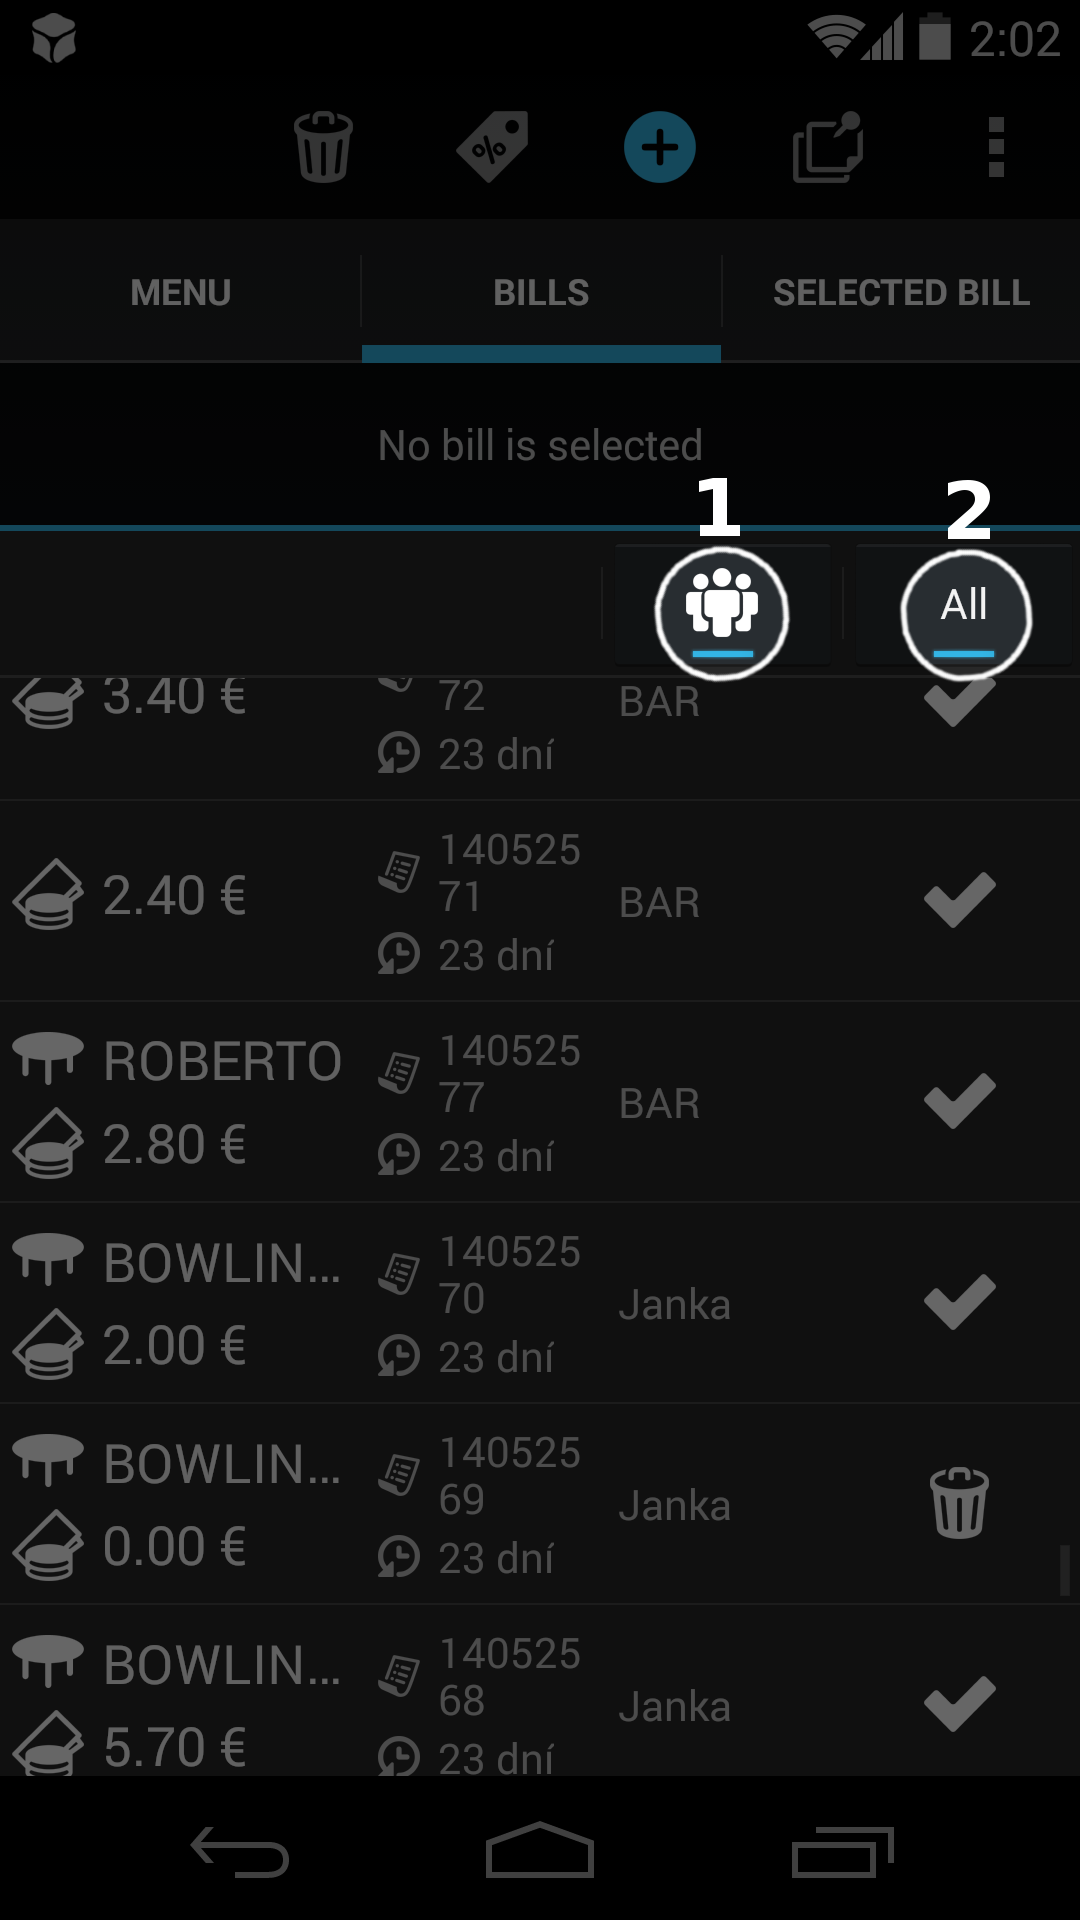 2:02
MENU BILLS SELECTED BILL
No bill is selected
1 2
All
3.40 € 72 BAR
23 dní
140525
2.40 € 71 BAR
23 dní
ROBERTO 140525
77 BAR
2.80 € 23 dní
BOWLIN... 140525
70 Janka
2.00 € 23 dní
BOWLIN... 140525
69 Janka
0.00 € 23 dní
BOWLIN... 140525
68 Janka
5.70 € 23 dní